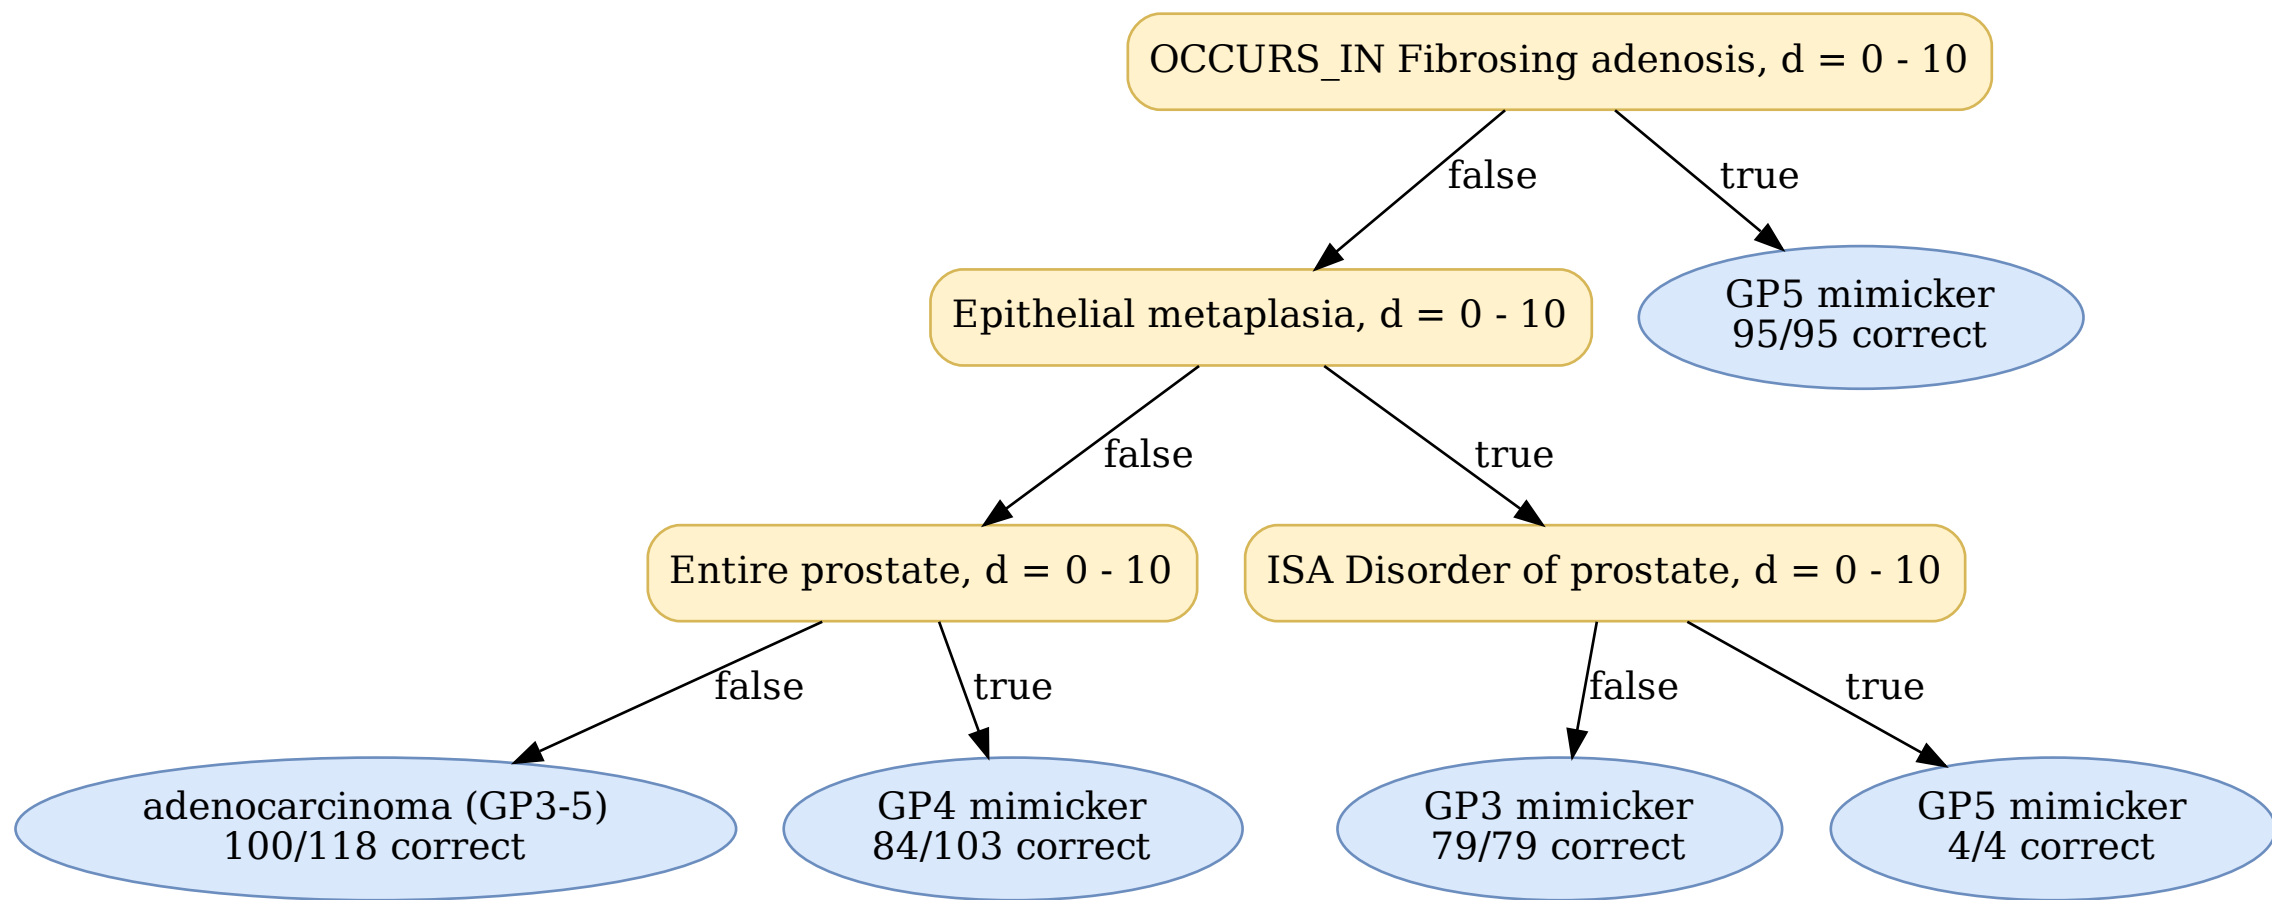 OCCURS_IN Fibrosing adenosis, d = 0 - 10
false
true
Epithelial metaplasia, d = 0 - 10
GP5 mimicker
95/95 correct
false
true
Entire prostate, d = 0 - 10
ISA Disorder of prostate, d = 0 - 10
false
true
false
true
adenocarcinoma (GP3-5)
100/118 correct
GP4 mimicker
84/103 correct
GP3 mimicker
79/79 correct
GP5 mimicker
4/4 correct